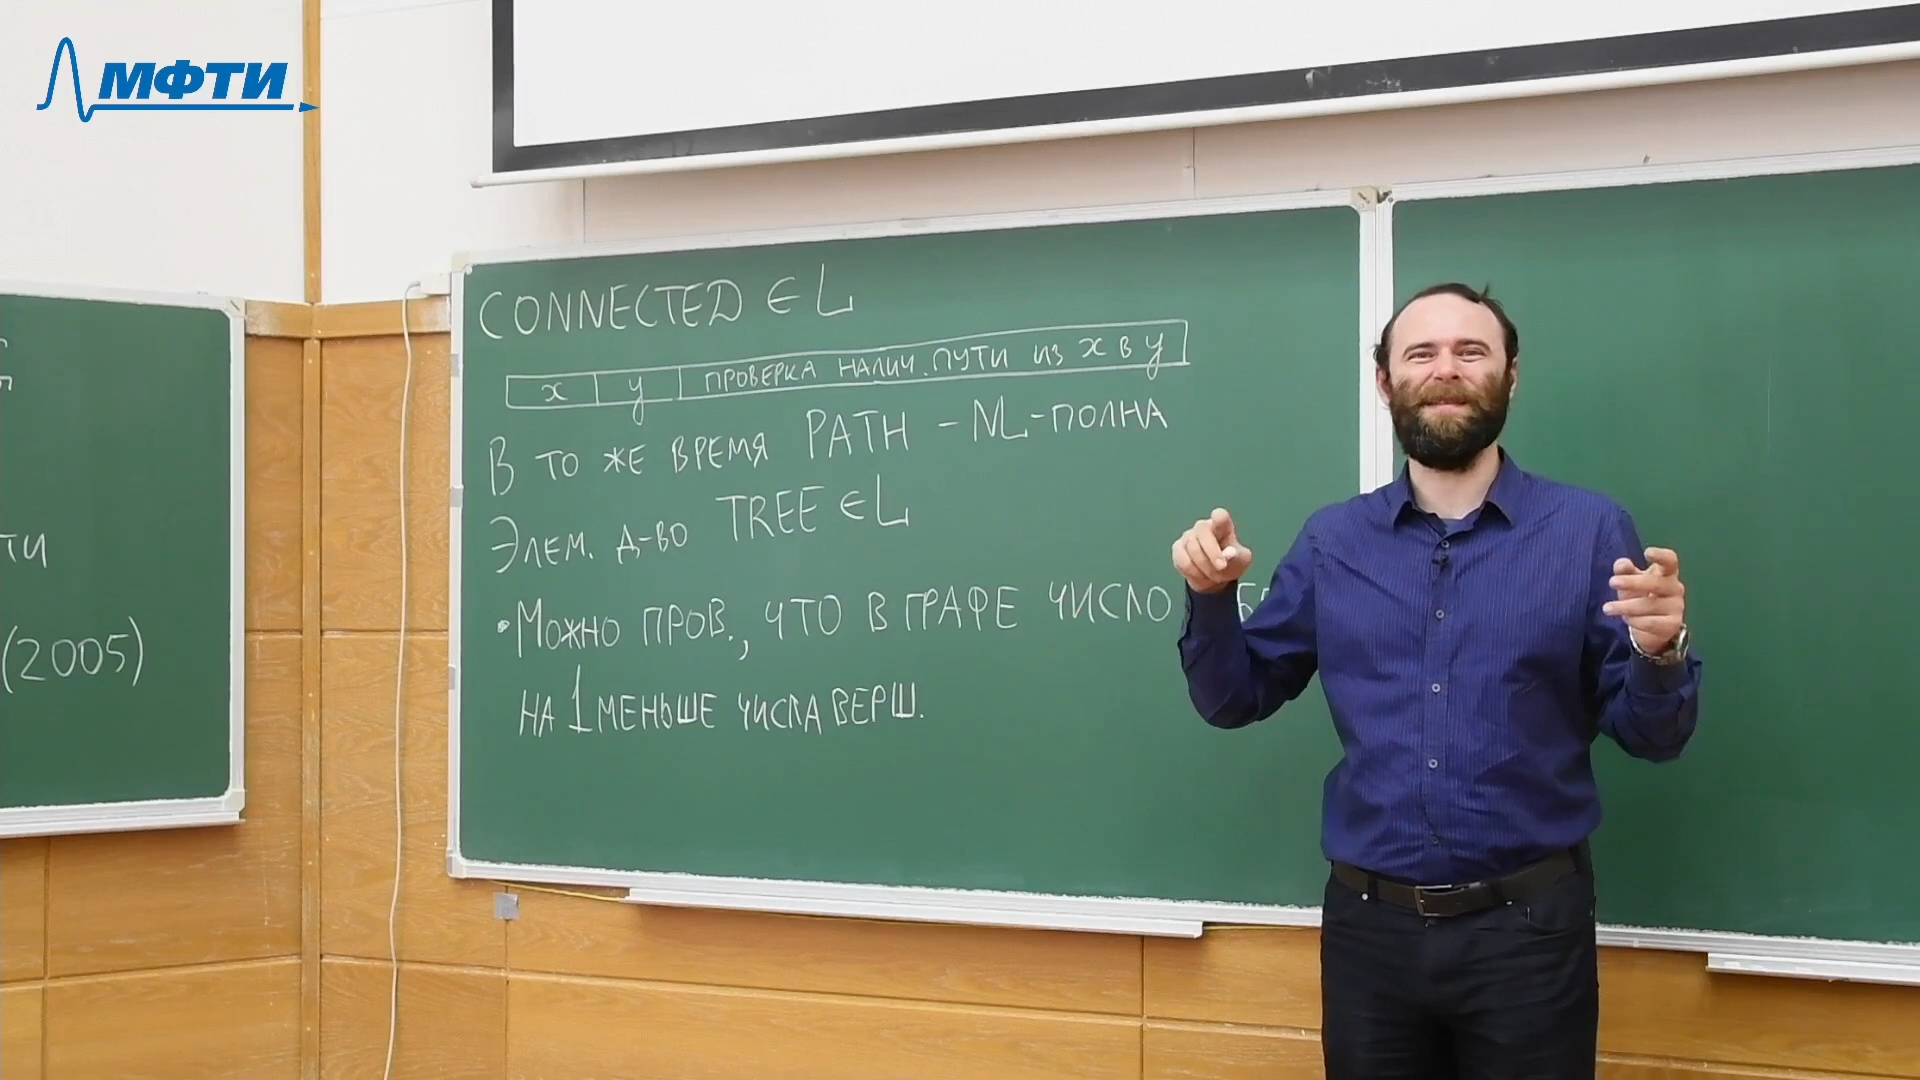 МФТИ
ТИ
(2005)
CONNECTED ∈ L
x y ПРОВЕРКА НАЛИЧ. ПУТИ ИЗ x В y
В ТО ЖЕ ВРЕМЯ PATH - NL-ПОЛНА
ЭЛЕМ. Д-ВО TREE ∈ L
• МОЖНО ПРОВ., ЧТО В ГРАФЕ ЧИСЛО
НА 1 МЕНЬШЕ ЧИСЛА ВЕРШ.